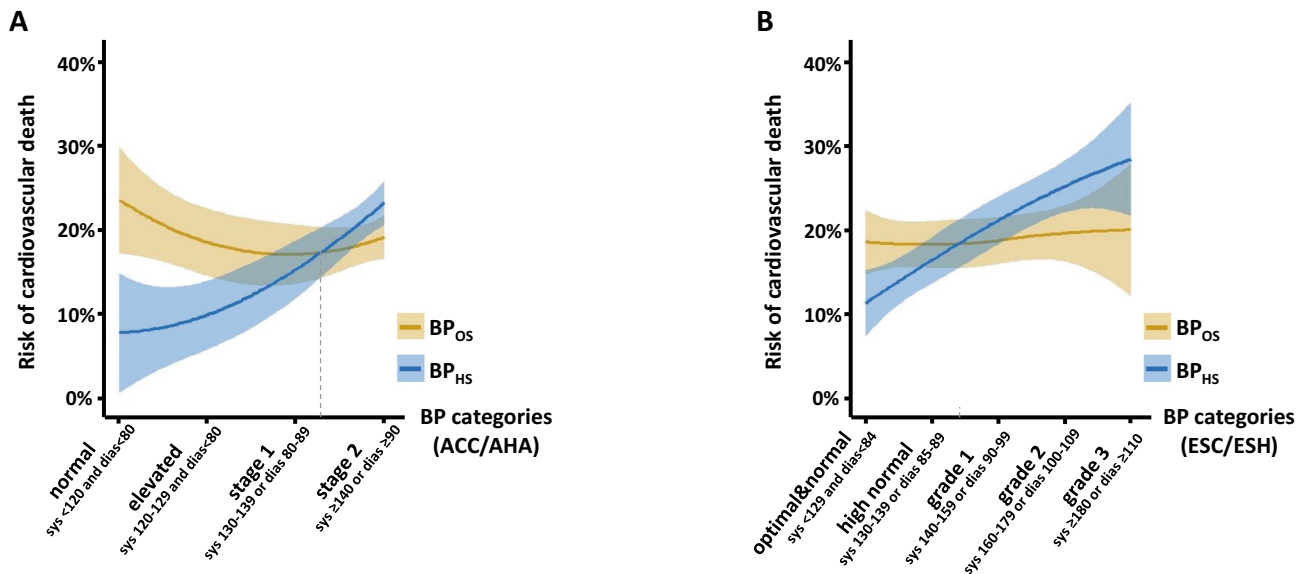 A
Risk of cardiovascular death
40%
30%
20%
10%
0%
BPOS
BPHS
BP categories
(ACC/AHA)
normal
sys <120 and dias<80
elevated
sys 120-129 and dias<80
stage 1
sys 130-139 or dias 80-89
stage 2
sys ≥140 or dias ≥90
B
Risk of cardiovascular death
40%
30%
20%
10%
0%
BPOS
BPHS
BP categories
(ESC/ESH)
optimal&normal
sys <129 and dias<84
high normal
sys 130-139 or dias 85-89
grade 1
sys 140-159 or dias 90-99
grade 2
sys 160-179 or dias 100-109
grade 3
sys ≥180 or dias ≥110